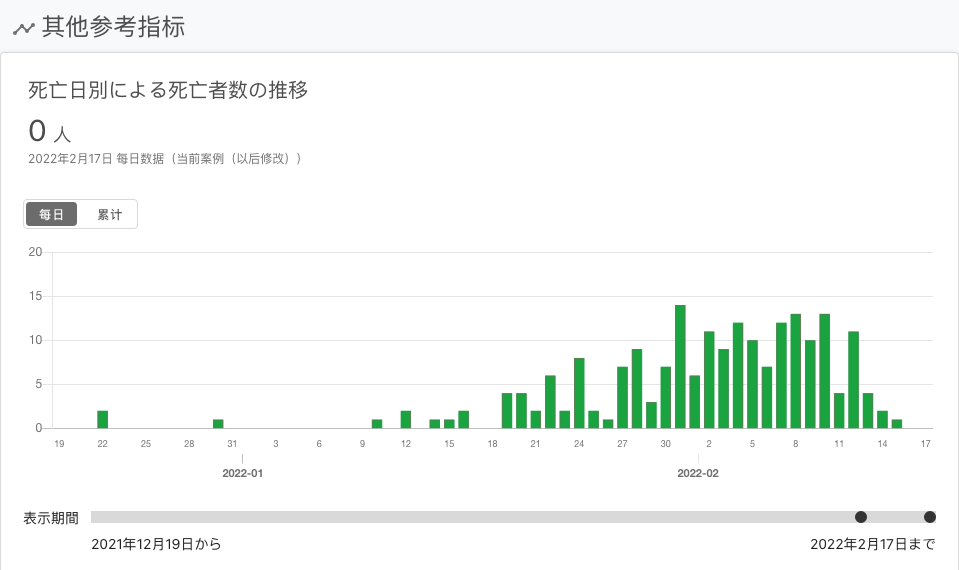 其他参考指标
死亡日別による死亡者数の推移
0 人
2022年2月17日 每日数据（当前案例（以后修改））
每日 累计
20
15
10
5
0
19 22 25 28 31 3 6 9 12 15 18 21 24 27 30 2 5 8 11 14 17
2022-01 2022-02
表示期間
2021年12月19日から 2022年2月17日まで